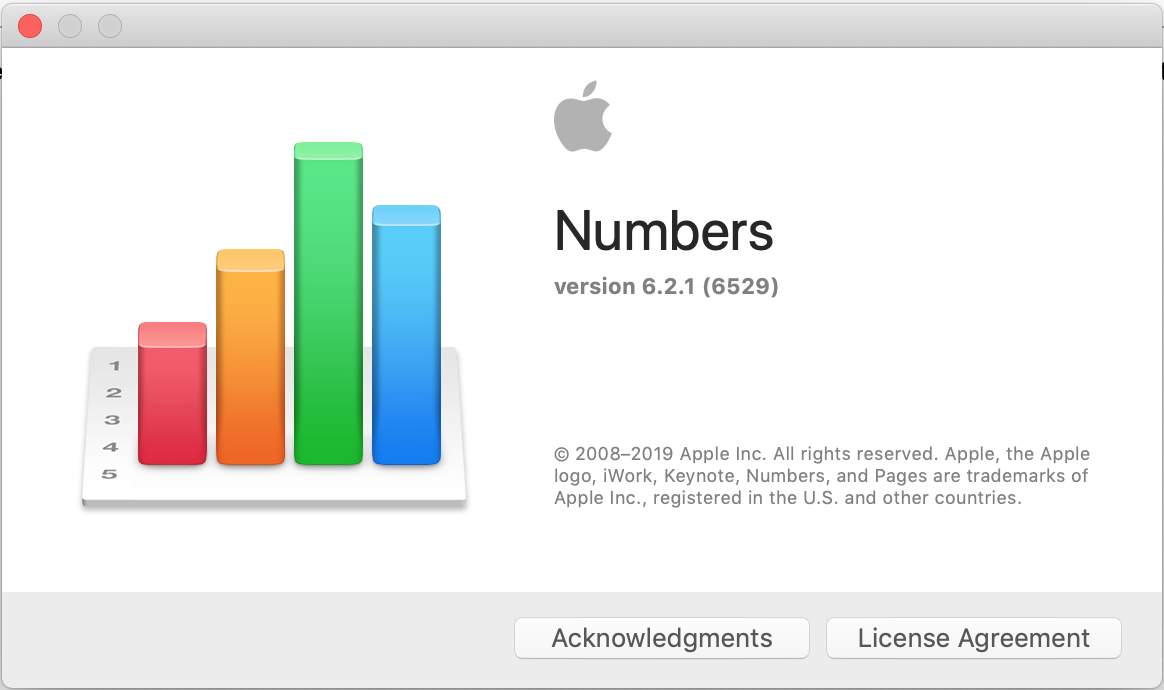 Numbers
version 6.2.1 (6529)
1
2
3
4
5
© 2008–2019 Apple Inc. All rights reserved. Apple, the Apple
logo, iWork, Keynote, Numbers, and Pages are trademarks of
Apple Inc., registered in the U.S. and other countries.
Acknowledgments
License Agreement